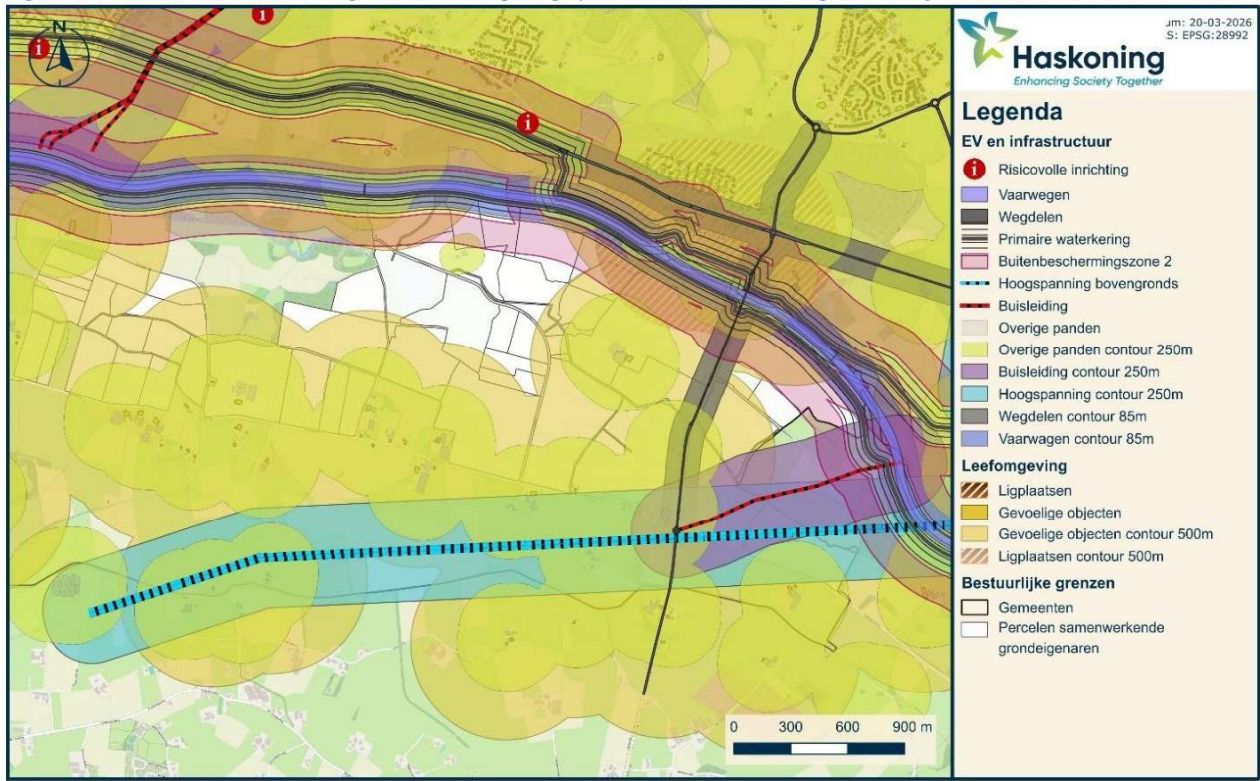 N
i
i
i
um: 20-03-2026
S: EPSG:28992
Haskoning
Enhancing Society Together
Legenda
EV en infrastructuur
i Risicovolle inrichting
Vaarwegen
Wegdelen
Primaire waterkering
Buitenbeschermingszone 2
Hoogspanning bovengronds
Buisleiding
Overige panden
Overige panden contour 250m
Buisleiding contour 250m
Hoogspanning contour 250m
Wegdelen contour 85m
Vaarwagen contour 85m
Leefomgeving
Ligplaatsen
Gevoelige objecten
Gevoelige objecten contour 500m
Ligplaatsen contour 500m
Bestuurlijke grenzen
Gemeenten
Percelen samenwerkende
grondeigenaren
0 300 600 900 m